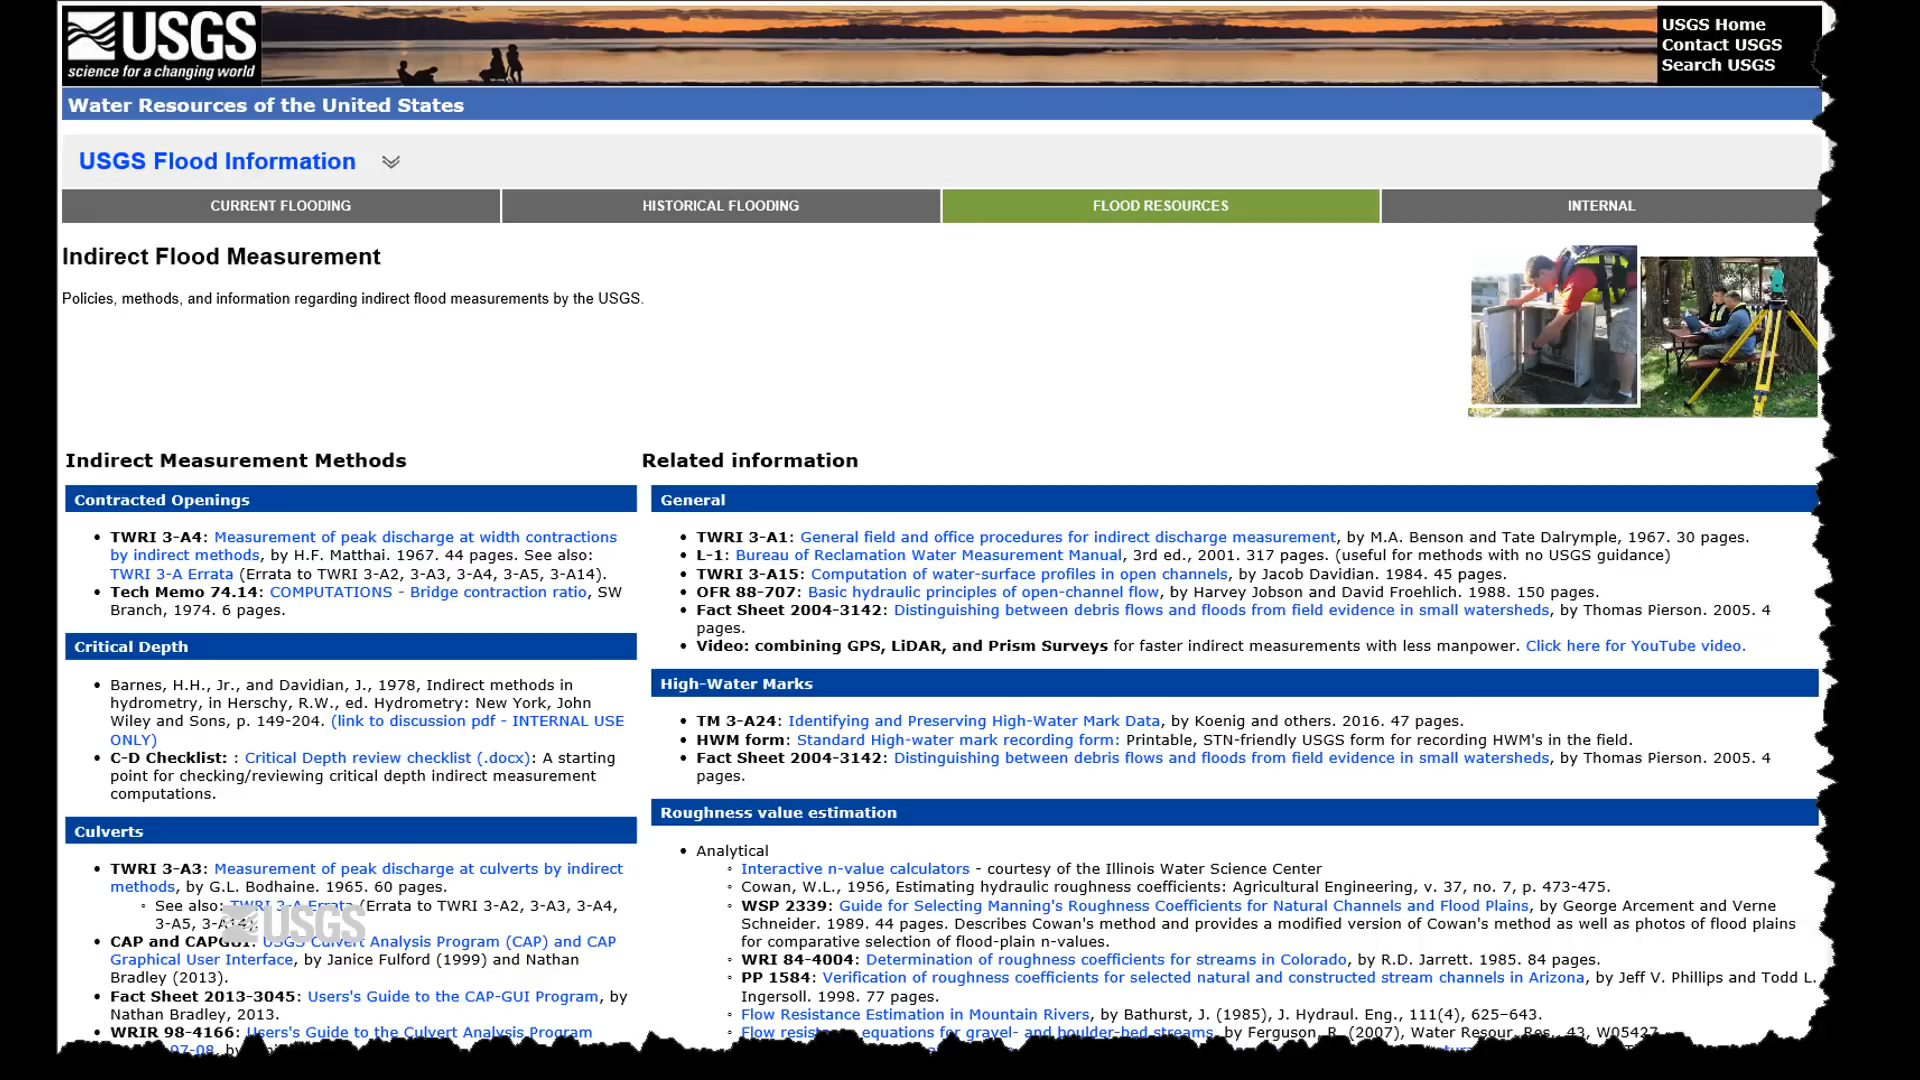 USGS
science for a changing world
USGS Home
Contact USGS
Search USGS
Water Resources of the United States
USGS Flood Information
CURRENT FLOODING
HISTORICAL FLOODING
FLOOD RESOURCES
INTERNAL
Indirect Flood Measurement
Policies, methods, and information regarding indirect flood measurements by the USGS.
Indirect Measurement Methods
Contracted Openings
• TWRI 3-A4: Measurement of peak discharge at width contractions
by indirect methods, by H.F. Matthai. 1967. 44 pages. See also:
TWRI 3-A Errata (Errata to TWRI 3-A2, 3-A3, 3-A4, 3-A5, 3-A14).
• Tech Memo 74.14: COMPUTATIONS - Bridge contraction ratio, SW
Branch, 1974. 6 pages.
Critical Depth
• Barnes, H.H., Jr., and Davidian, J., 1978, Indirect methods in
hydrometry, in Herschy, R.W., ed. Hydrometry: New York, John
Wiley and Sons, p. 149-204. (link to discussion pdf - INTERNAL USE
ONLY)
• C-D Checklist: : Critical Depth review checklist (.docx): A starting
point for checking/reviewing critical depth indirect measurement
computations.
Culverts
• TWRI 3-A3: Measurement of peak discharge at culverts by indirect
methods, by G.L. Bodhaine. 1965. 60 pages.
◦ See also: TWRI 3-A Errata (Errata to TWRI 3-A2, 3-A3, 3-A4,
3-A5, 3-A14).
USGS
• CAP and CAPGUI: USGS Culvert Analysis Program (CAP) and CAP
Graphical User Interface, by Janice Fulford (1999) and Nathan
Bradley (2013).
• Fact Sheet 2013-3045: Users's Guide to the CAP-GUI Program, by
Nathan Bradley, 2013.
• WRIR 98-4166: Users's Guide to the Culvert Analysis Program
97-08, by
Related information
General
• TWRI 3-A1: General field and office procedures for indirect discharge measurement, by M.A. Benson and Tate Dalrymple, 1967. 30 pages.
• L-1: Bureau of Reclamation Water Measurement Manual, 3rd ed., 2001. 317 pages. (useful for methods with no USGS guidance)
• TWRI 3-A15: Computation of water-surface profiles in open channels, by Jacob Davidian. 1984. 45 pages.
• OFR 88-707: Basic hydraulic principles of open-channel flow, by Harvey Jobson and David Froehlich. 1988. 150 pages.
• Fact Sheet 2004-3142: Distinguishing between debris flows and floods from field evidence in small watersheds, by Thomas Pierson. 2005. 4
pages.
• Video: combining GPS, LiDAR, and Prism Surveys for faster indirect measurements with less manpower. Click here for YouTube video.
High-Water Marks
• TM 3-A24: Identifying and Preserving High-Water Mark Data, by Koenig and others. 2016. 47 pages.
• HWM form: Standard High-water mark recording form: Printable, STN-friendly USGS form for recording HWM's in the field.
• Fact Sheet 2004-3142: Distinguishing between debris flows and floods from field evidence in small watersheds, by Thomas Pierson. 2005. 4
pages.
Roughness value estimation
• Analytical
◦ Interactive n-value calculators - courtesy of the Illinois Water Science Center
◦ Cowan, W.L., 1956, Estimating hydraulic roughness coefficients: Agricultural Engineering, v. 37, no. 7, p. 473-475.
◦ WSP 2339: Guide for Selecting Manning's Roughness Coefficients for Natural Channels and Flood Plains, by George Arcement and Verne
Schneider. 1989. 44 pages. Describes Cowan's method and provides a modified version of Cowan's method as well as photos of flood plains
for comparative selection of flood-plain n-values.
◦ WRI 84-4004: Determination of roughness coefficients for streams in Colorado, by R.D. Jarrett. 1985. 84 pages.
◦ PP 1584: Verification of roughness coefficients for selected natural and constructed stream channels in Arizona, by Jeff V. Phillips and Todd L.
Ingersoll. 1998. 77 pages.
◦ Flow Resistance Estimation in Mountain Rivers, by Bathurst, J. (1985), J. Hydraul. Eng., 111(4), 625–643.
◦ Flow resistance equations for gravel- and boulder-bed streams, by Ferguson, R. (2007), Water Resour. Res., 43, W05427